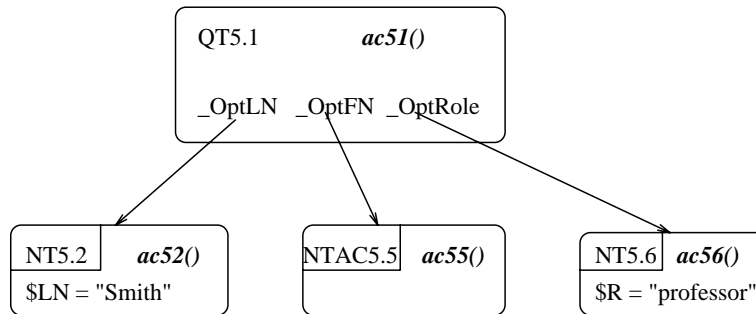 QT5.1 ac51()
_OptLN _OptFN _OptRole
NT5.2 ac52()
$LN = "Smith"
NTAC5.5 ac55()
NT5.6 ac56()
$R = "professor"